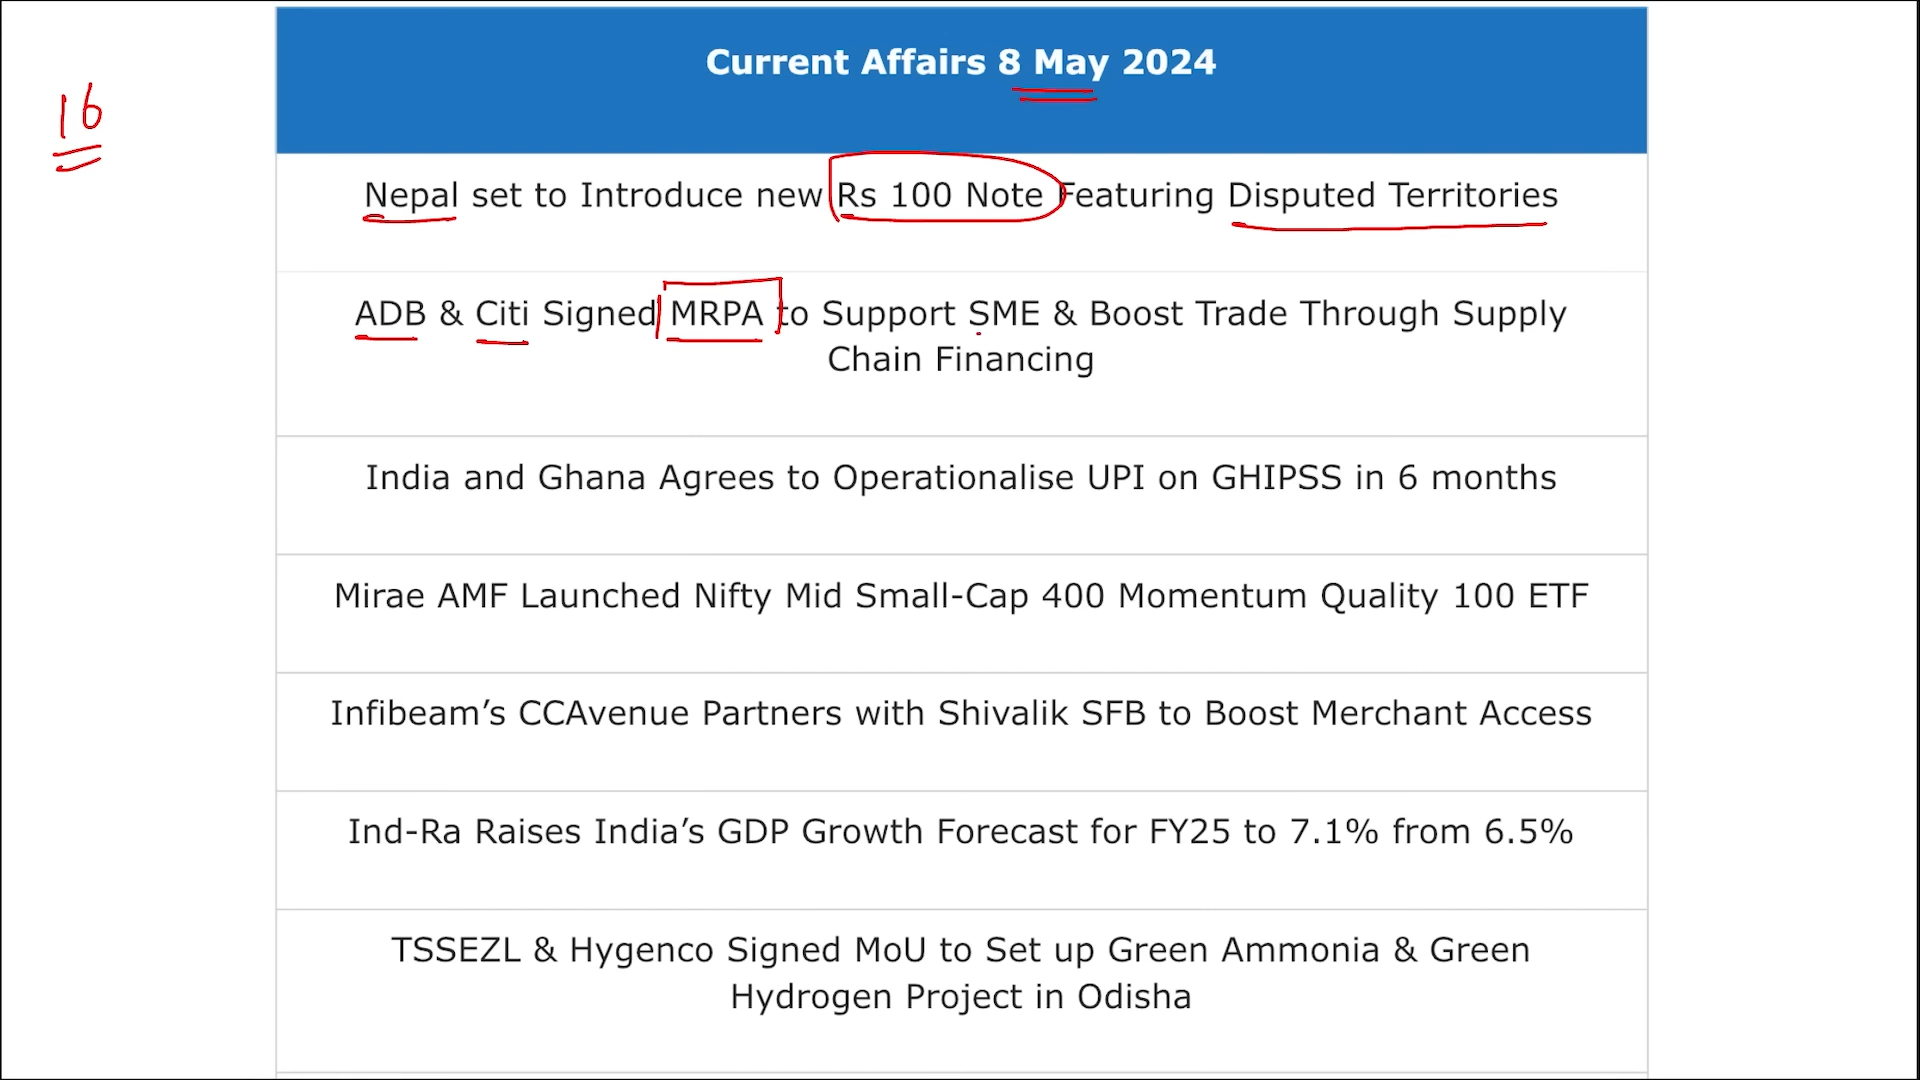 Current Affairs 8 May 2024
16
Nepal set to Introduce new Rs 100 Note Featuring Disputed Territories
ADB & Citi Signed MRPA to Support SME & Boost Trade Through Supply
Chain Financing
India and Ghana Agrees to Operationalise UPI on GHIPSS in 6 months
Mirae AMF Launched Nifty Mid Small-Cap 400 Momentum Quality 100 ETF
Infibeam’s CCAvenue Partners with Shivalik SFB to Boost Merchant Access
Ind-Ra Raises India’s GDP Growth Forecast for FY25 to 7.1% from 6.5%
TSSEZL & Hygenco Signed MoU to Set up Green Ammonia & Green
Hydrogen Project in Odisha